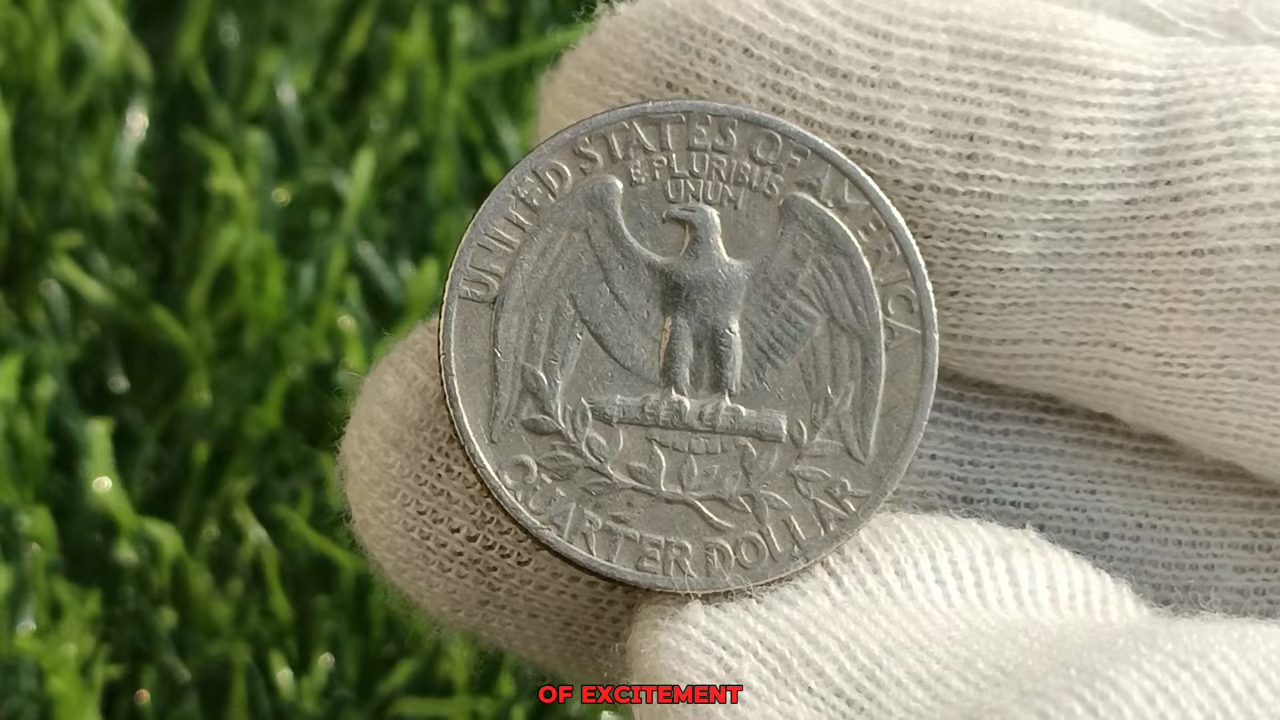 UNITED STATES OF AMERICA
E PLURIBUS
UNUM
QUARTER DOLLAR
OF EXCITEMENT